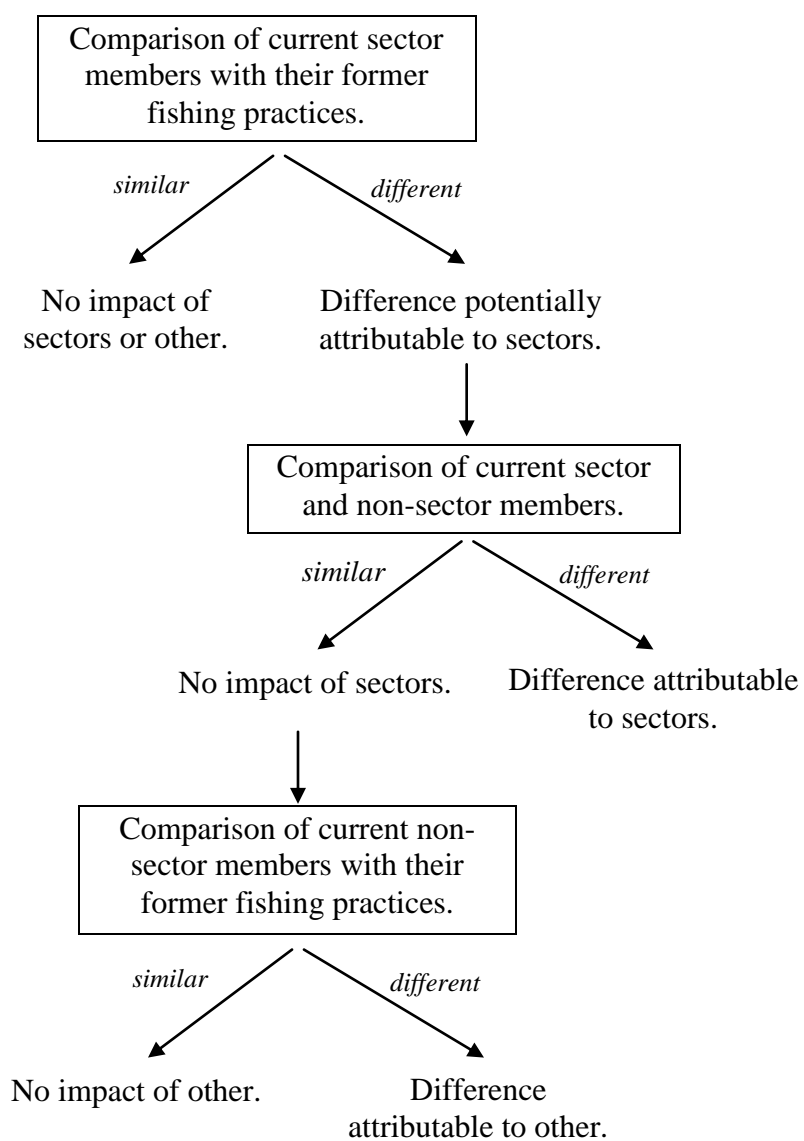 Comparison of current sector
members with their former
fishing practices.
similar
different
No impact of
sectors or other.
Difference potentially
attributable to sectors.
Comparison of current sector
and non-sector members.
similar
different
No impact of sectors.
Difference attributable
to sectors.
Comparison of current non-
sector members with their
former fishing practices.
similar
different
No impact of other.
Difference
attributable to other.